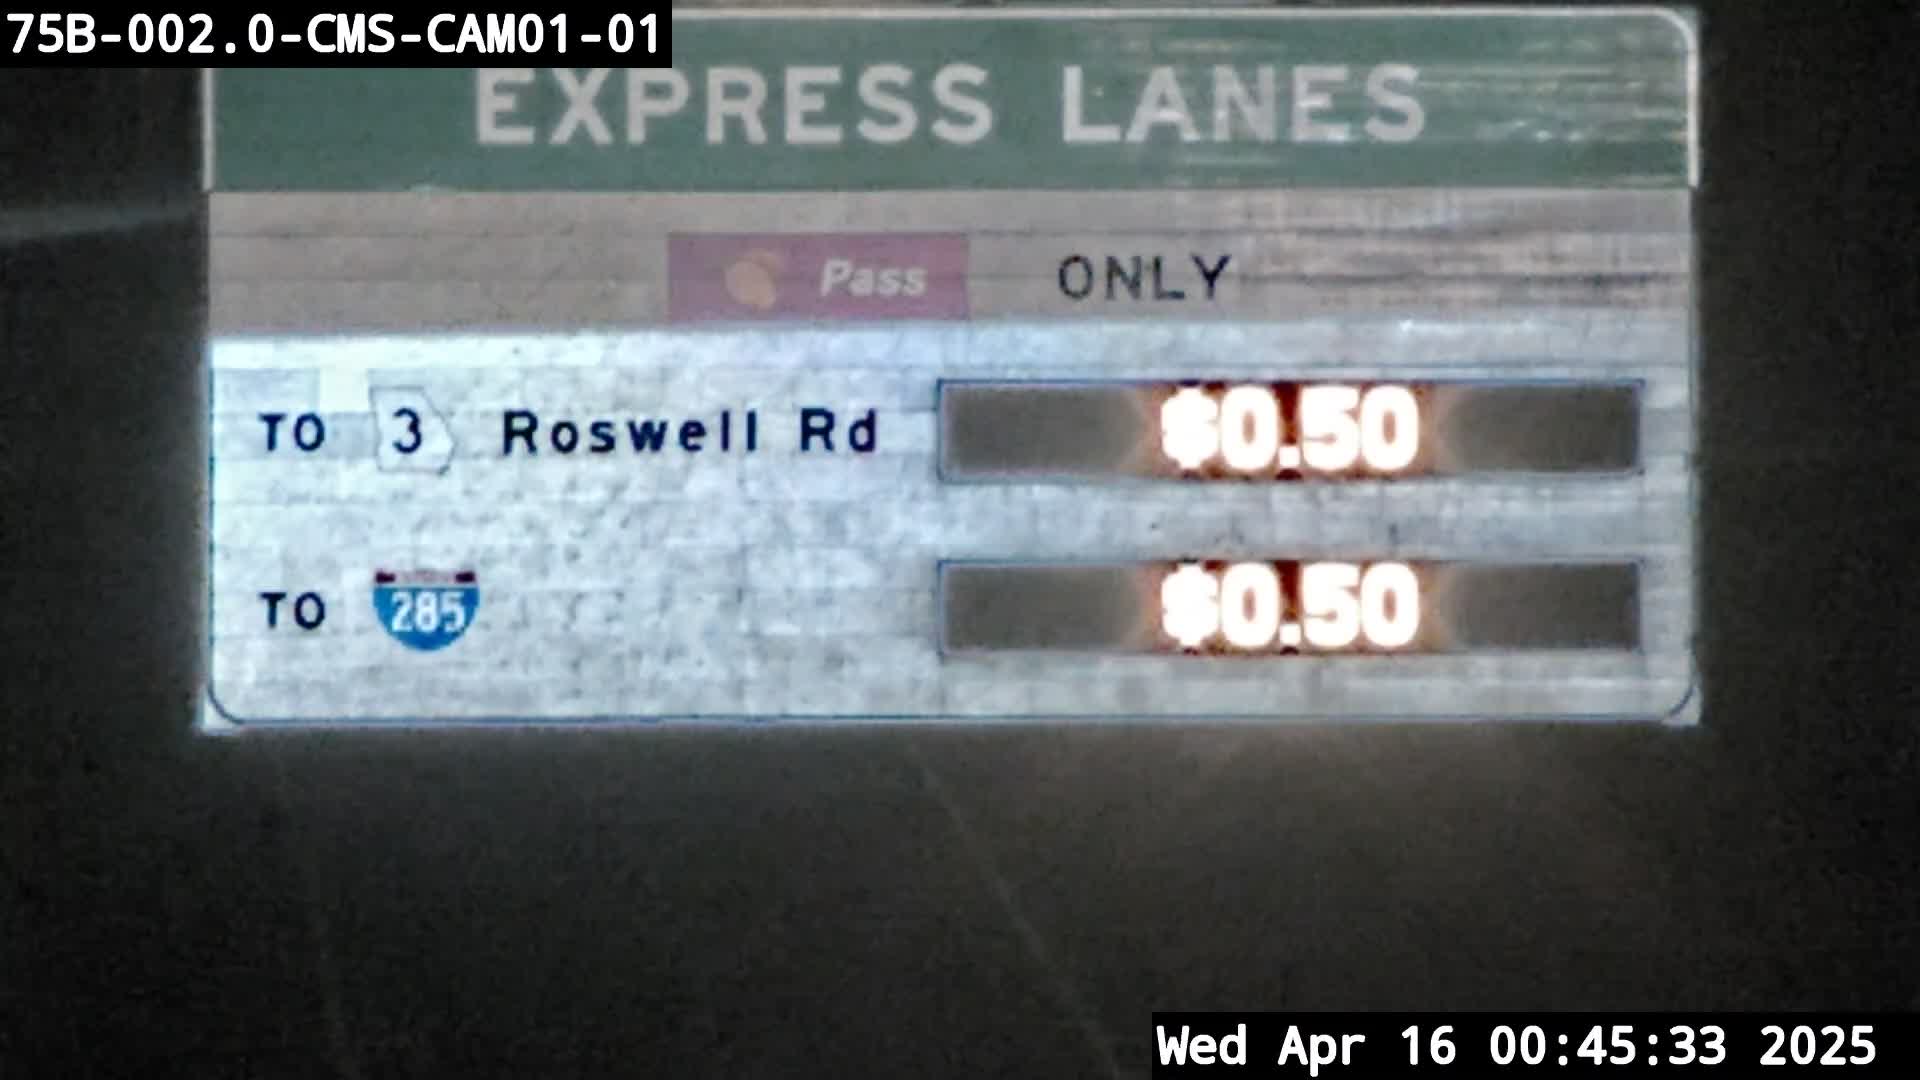 75B-002.0-CMS-CAM01-01
EXPRESS LANES
Pass ONLY
TO 3 Roswell Rd $0.50
TO 285 $0.50
Wed Apr 16 00:45:33 2025